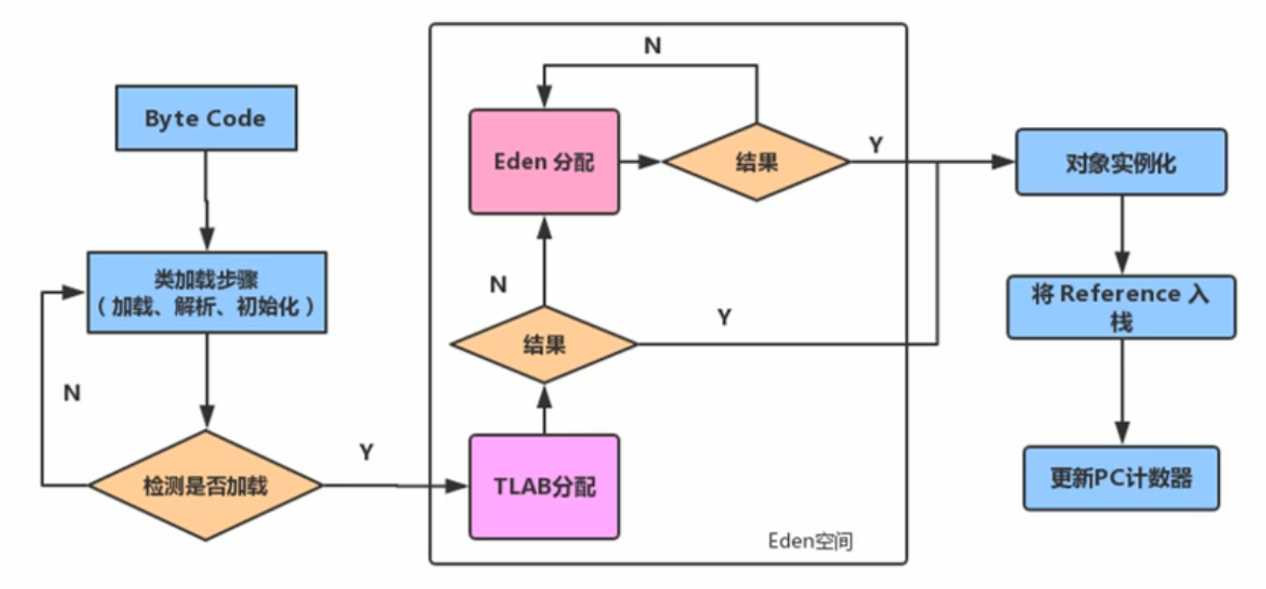 Byte Code
类加载步骤
（加载、解析、初始化）
N
检测是否加载
Y
N
Eden 分配
结果
Y
N
结果
Y
TLAB分配
Eden空间
对象实例化
将 Reference 入
栈
更新PC计数器